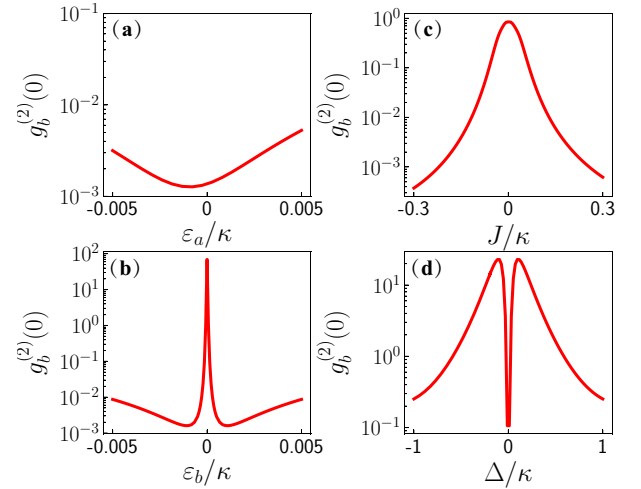 (a)
g_b^{(2)}(0)
10^{-1}
10^{-2}
10^{-3}
-0.005 0 0.005
ε_a/κ
(c)
g_b^{(2)}(0)
10^0
10^{-1}
10^{-2}
10^{-3}
-0.3 0 0.3
J/κ
(b)
g_b^{(2)}(0)
10^2
10^1
10^0
10^{-1}
10^{-2}
10^{-3}
-0.005 0 0.005
ε_b/κ
(d)
g_b^{(2)}(0)
10^1
10^0
10^{-1}
-1 0 1
Δ/κ